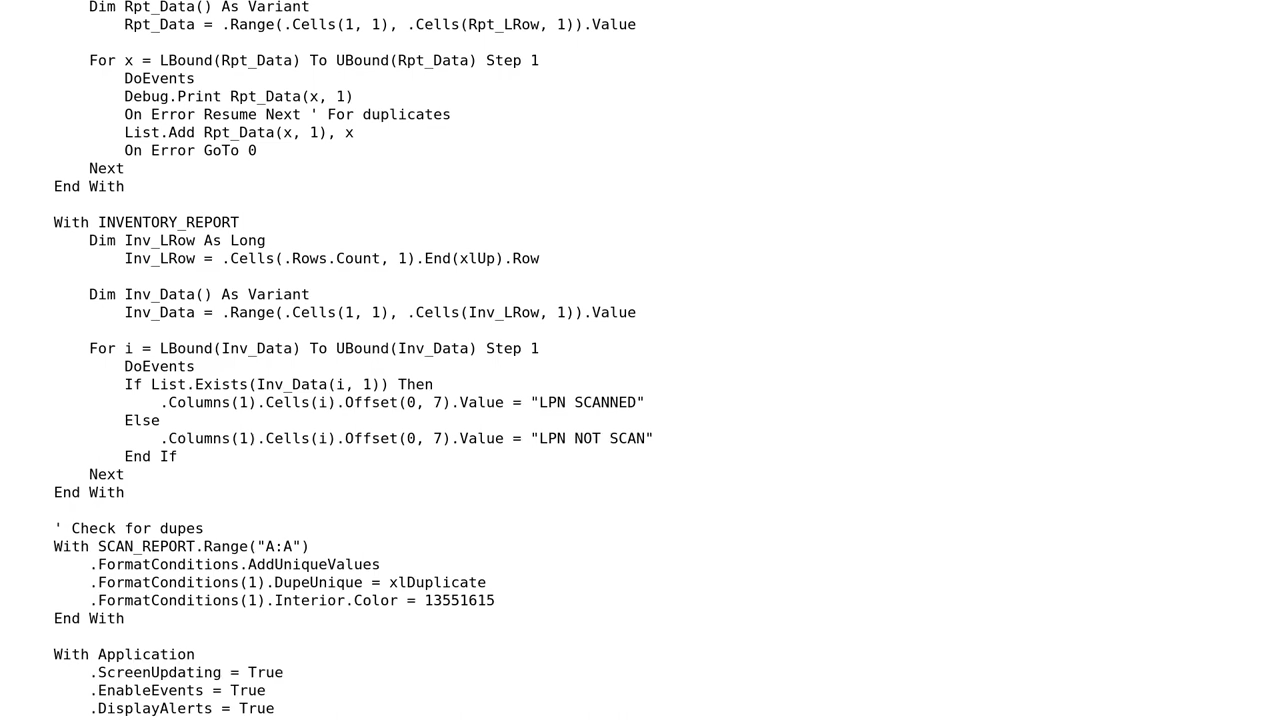 Dim Rpt_Data() As Variant
Rpt_Data = .Range(.Cells(1, 1), .Cells(Rpt_LRow, 1)).Value
For x = LBound(Rpt_Data) To UBound(Rpt_Data) Step 1
DoEvents
Debug.Print Rpt_Data(x, 1)
On Error Resume Next ' For duplicates
List.Add Rpt_Data(x, 1), x
On Error GoTo 0
Next
End With
With INVENTORY_REPORT
Dim Inv_LRow As Long
Inv_LRow = .Cells(.Rows.Count, 1).End(xlUp).Row
Dim Inv_Data() As Variant
Inv_Data = .Range(.Cells(1, 1), .Cells(Inv_LRow, 1)).Value
For i = LBound(Inv_Data) To UBound(Inv_Data) Step 1
DoEvents
If List.Exists(Inv_Data(i, 1)) Then
.Columns(1).Cells(i).Offset(0, 7).Value = "LPN SCANNED"
Else
.Columns(1).Cells(i).Offset(0, 7).Value = "LPN NOT SCAN"
End If
Next
End With
' Check for dupes
With SCAN_REPORT.Range("A:A")
.FormatConditions.AddUniqueValues
.FormatConditions(1).DupeUnique = xlDuplicate
.FormatConditions(1).Interior.Color = 13551615
End With
With Application
.ScreenUpdating = True
.EnableEvents = True
.DisplayAlerts = True